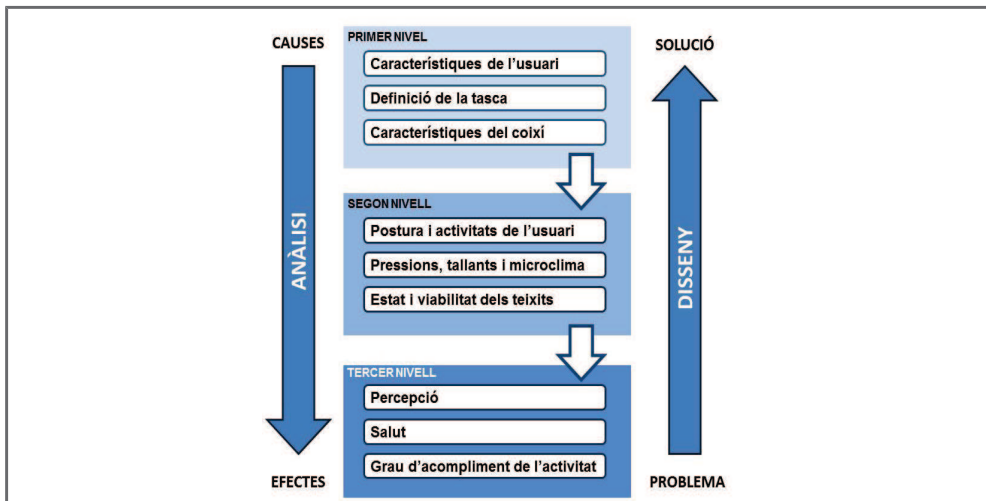 CAUSES
PRIMER NIVEL
SOLUCIÓ
Característiques de l'usuari
Definició de la tasca
Característiques del coixí
SEGON NIVELL
Postura i activitats de l'usuari
Pressions, tallants i microclima
Estat i viabilitat dels teixits
ANÀLISI
DISSENY
TERCER NIVELL
Percepció
Salut
Grau d'acompliment de l'activitat
EFECTES
PROBLEMA